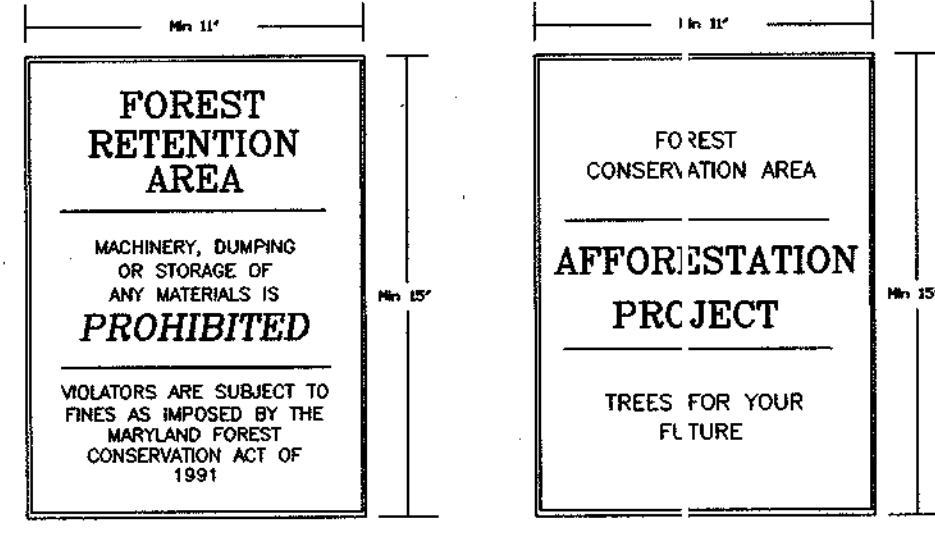 Min 11"
FOREST
RETENTION
AREA
MACHINERY, DUMPING
OR STORAGE OF
ANY MATERIALS IS
PROHIBITED
VIOLATORS ARE SUBJECT TO
FINES AS IMPOSED BY THE
MARYLAND FOREST
CONSERVATION ACT OF
1991
Min 15"
Min 11"
FOREST
CONSERVATION AREA
AFFORESTATION
PROJECT
TREES FOR YOUR
FUTURE
Min 15"